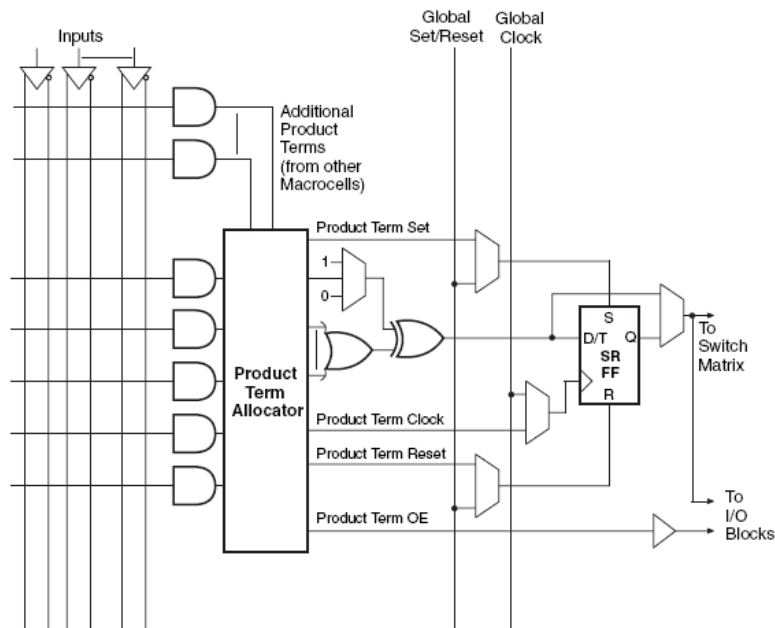 Inputs
Global
Set/Reset
Global
Clock
Additional
Product
Terms
(from other
Macrocells)
Product Term Set
1
0
Product
Term
Allocator
S
D/T Q
SR
FF
R
To
Switch
Matrix
Product Term Clock
Product Term Reset
Product Term OE
To
I/O
Blocks